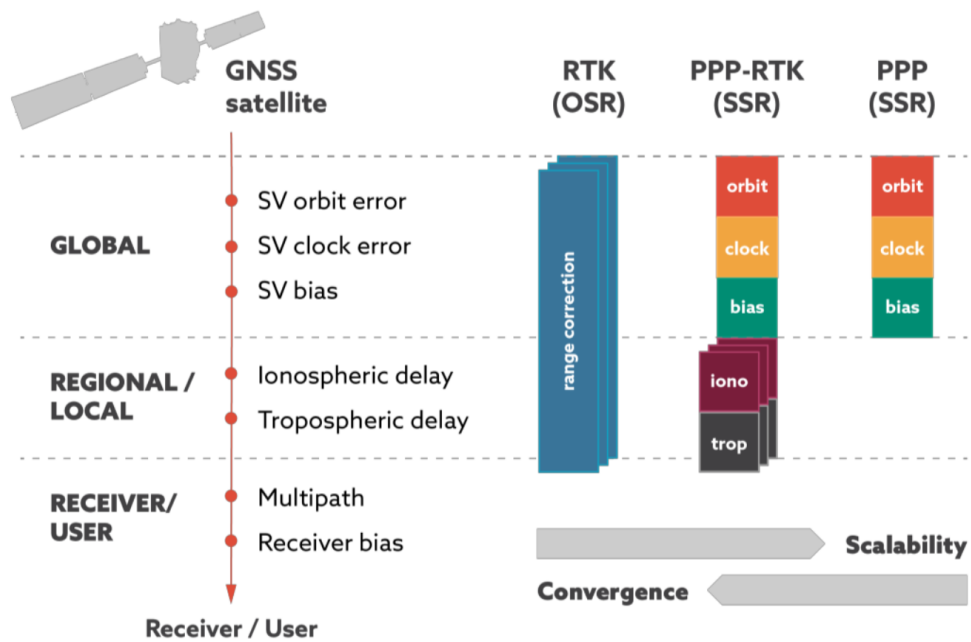 GNSS
satellite
RTK
(OSR)
PPP-RTK
(SSR)
PPP
(SSR)
GLOBAL
SV orbit error
SV clock error
SV bias
REGIONAL /
LOCAL
Ionospheric delay
Tropospheric delay
RECEIVER/
USER
Multipath
Receiver bias
Receiver / User
range correction
orbit
clock
bias
iono
trop
orbit
clock
bias
Scalability
Convergence